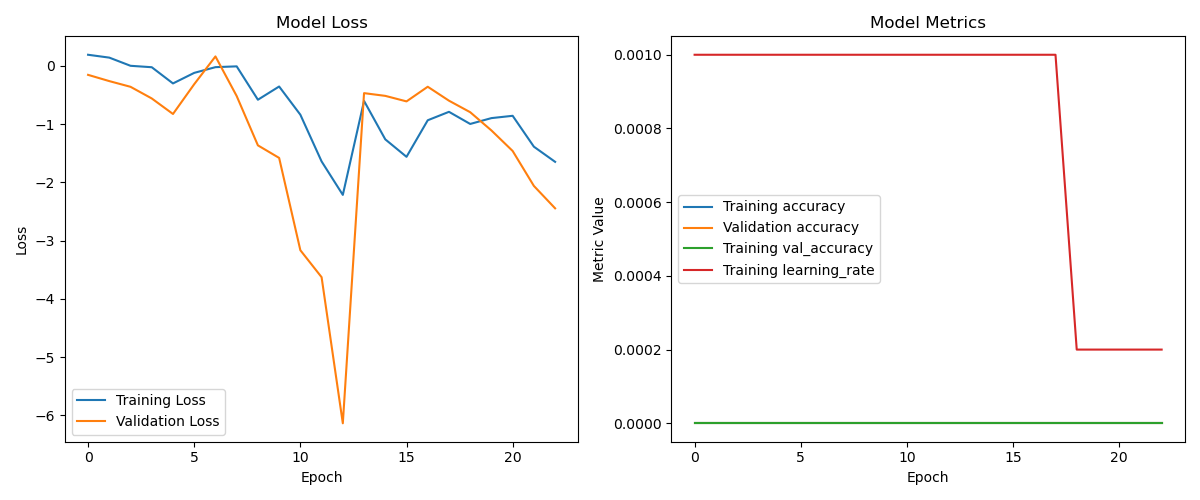 Model Loss
Loss
0
−1
−2
−3
−4
−5
−6
Training Loss
Validation Loss
0
5
10
15
20
Epoch
Model Metrics
Metric Value
0.0010
0.0008
0.0006
0.0004
0.0002
0.0000
Training accuracy
Validation accuracy
Training val_accuracy
Training learning_rate
0
5
10
15
20
Epoch